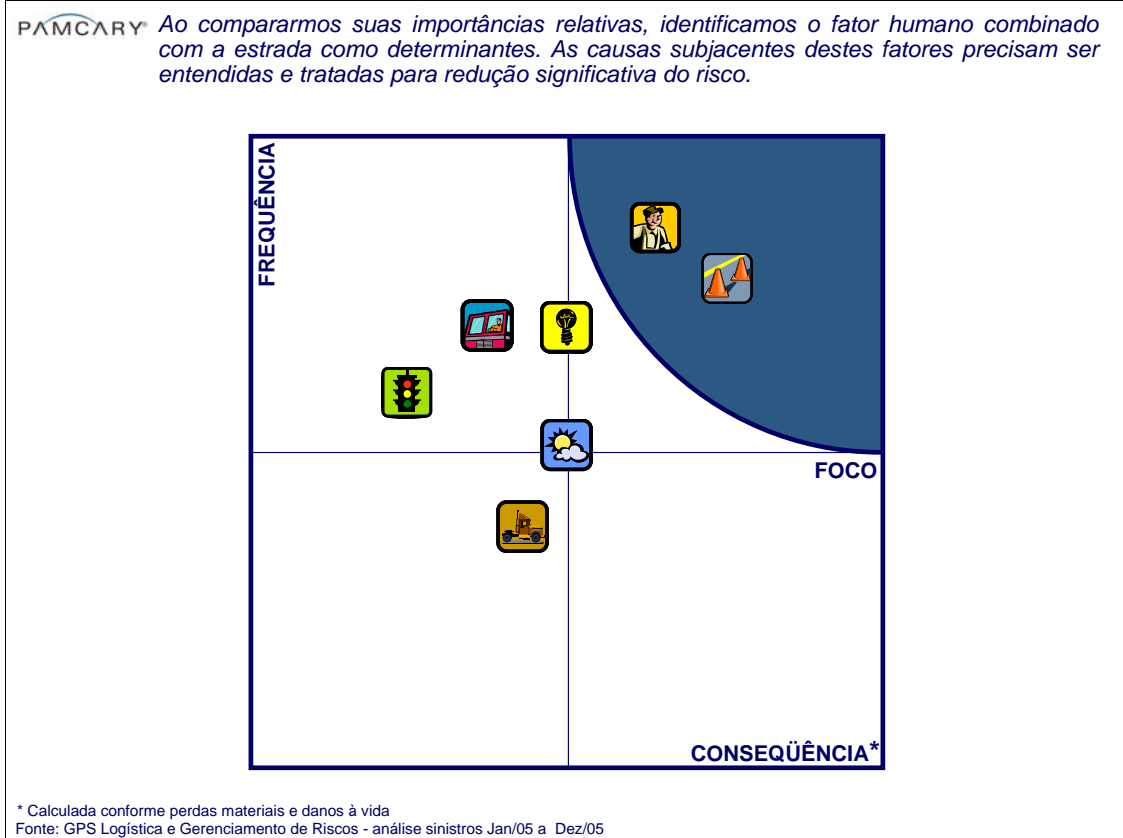 PAMCARY®
Ao compararmos suas importâncias relativas, identificamos o fator humano combinado
com a estrada como determinantes. As causas subjacentes destes fatores precisam ser
entendidas e tratadas para redução significativa do risco.
FREQUÊNCIA
FOCO
CONSEQÜÊNCIA*
* Calculada conforme perdas materiais e danos à vida
Fonte: GPS Logística e Gerenciamento de Riscos - análise sinistros Jan/05 a Dez/05